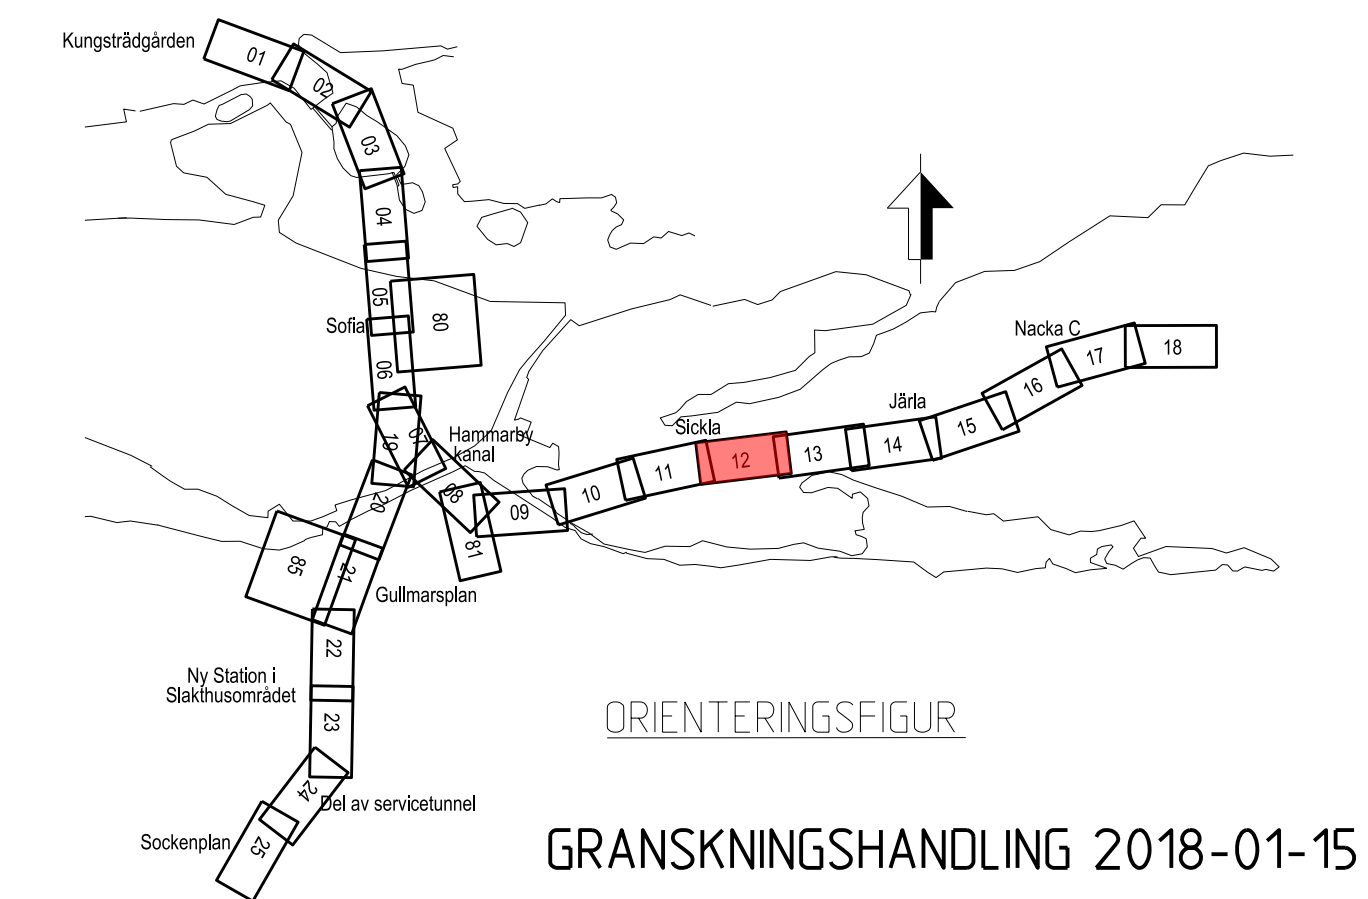 Kungsträdgården
01
02
03
04
05
80
Sofia
06
19
07
Hammarby
kanal
08
20
09
81
85
21
Gullmarsplan
22
Ny Station i
Slakthusområdet
23
24
Del av servicetunnel
Sockenplan
25
10
11
Sickla
12
13
Järla
14
15
16
Nacka C
17
18
ORIENTERINGSFIGUR
GRANSKNINGSHANDLING 2018-01-15